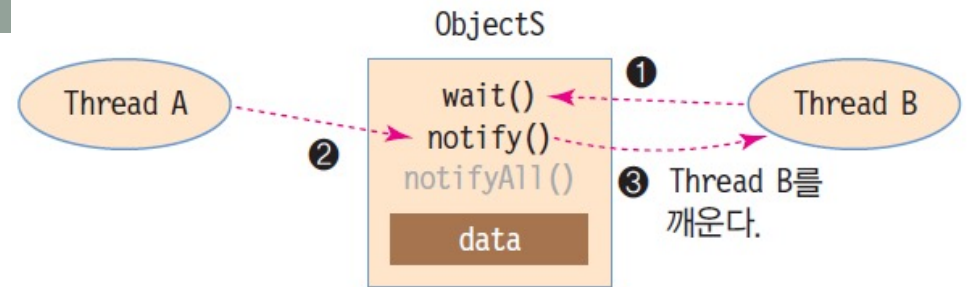 ObjectS
Thread A
wait()
❶
Thread B
❷
notify()
notifyAll()
❸ Thread B를
깨운다.
data